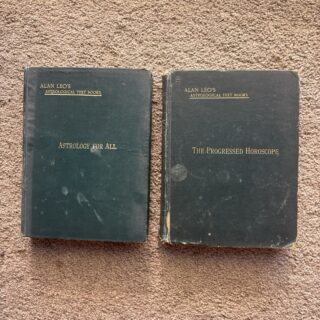 ALAN LEO'S
ASTROLOGICAL TEXT BOOKS.
ASTROLOGY FOR ALL
ALAN LEO'S
ASTROLOGICAL TEXT BOOKS.
THE PROGRESSED HOROSCOPE